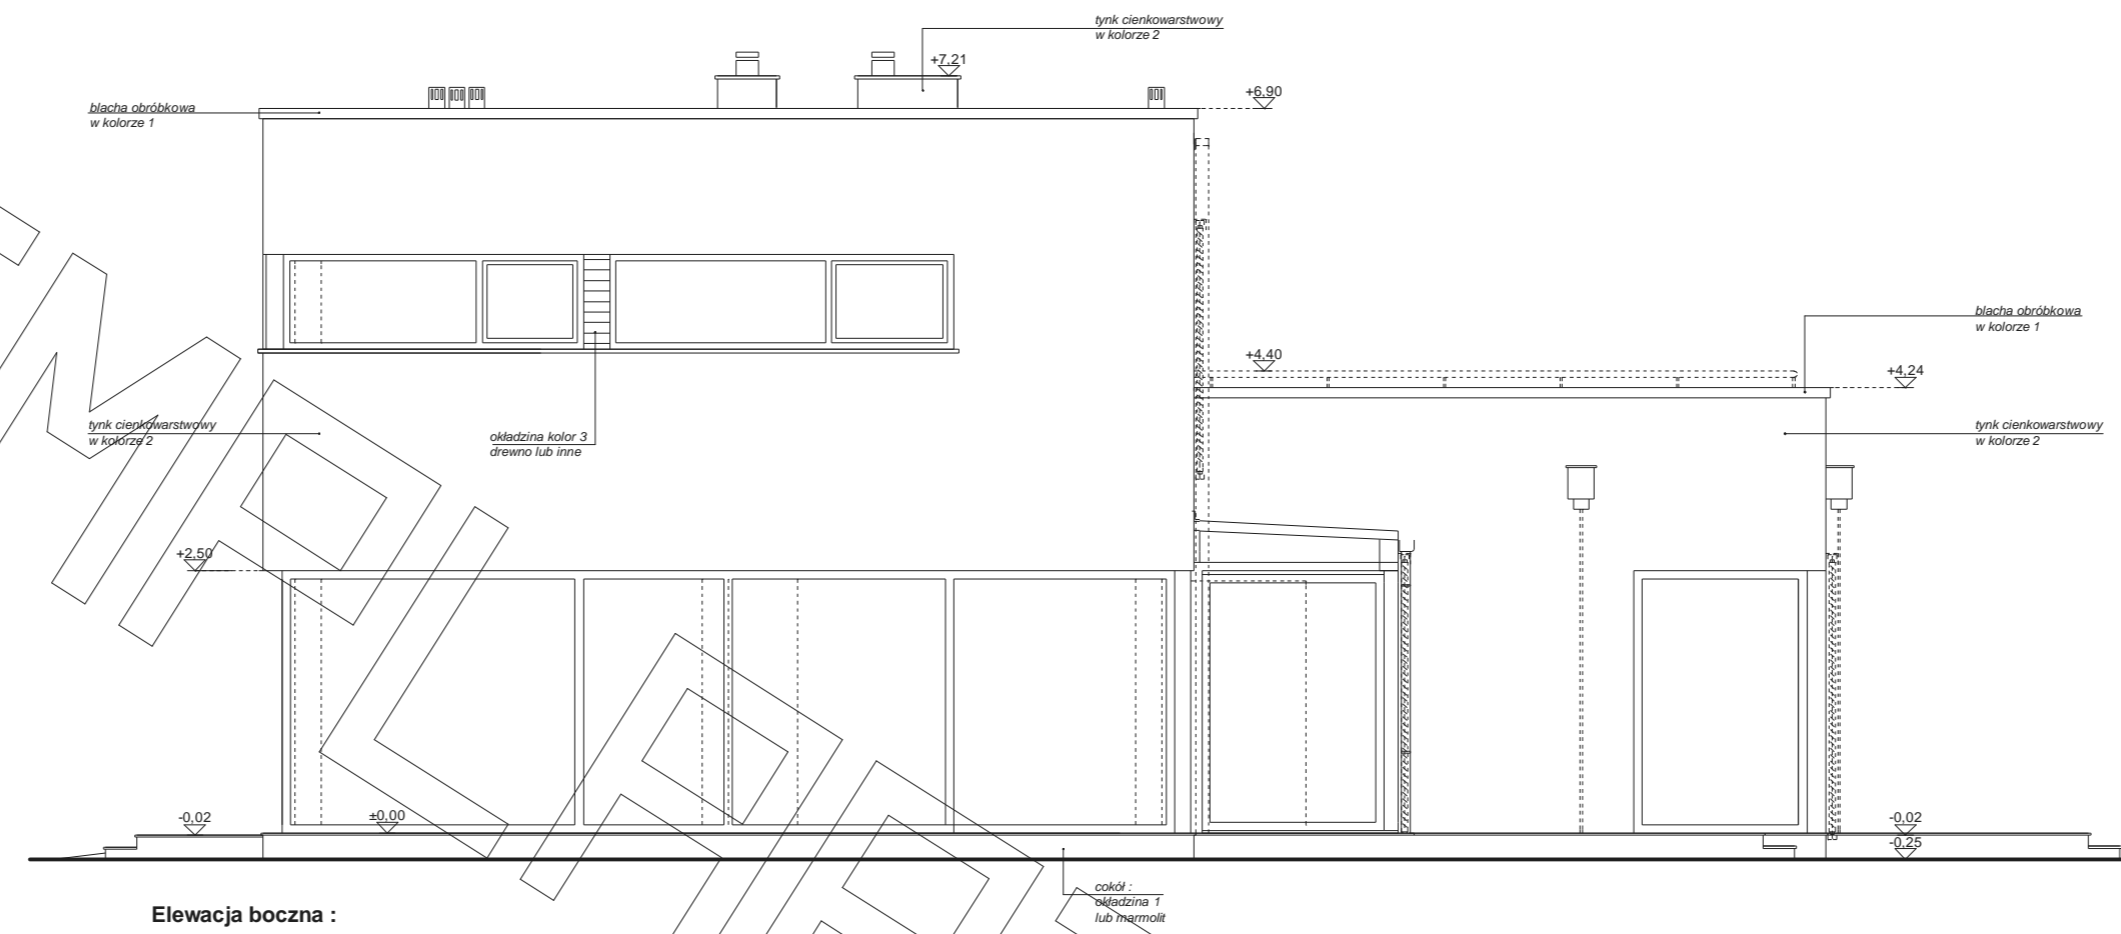 tynk cienkowarstwowy
w kolorze 2
+7,21
+6,90
blacha obróbkowa
w kolorze 1
blacha obróbkowa
w kolorze 1
+4,40
+4,24
tynk cienkowarstwowy
w kolorze 2
okładzina kolor 3
drewno lub inne
tynk cienkowarstwowy
w kolorze 2
+2,50
-0,02
±0,00
-0,02
-0,25
cokół :
okładzina 1
lub marmolit
Elewacja boczna :